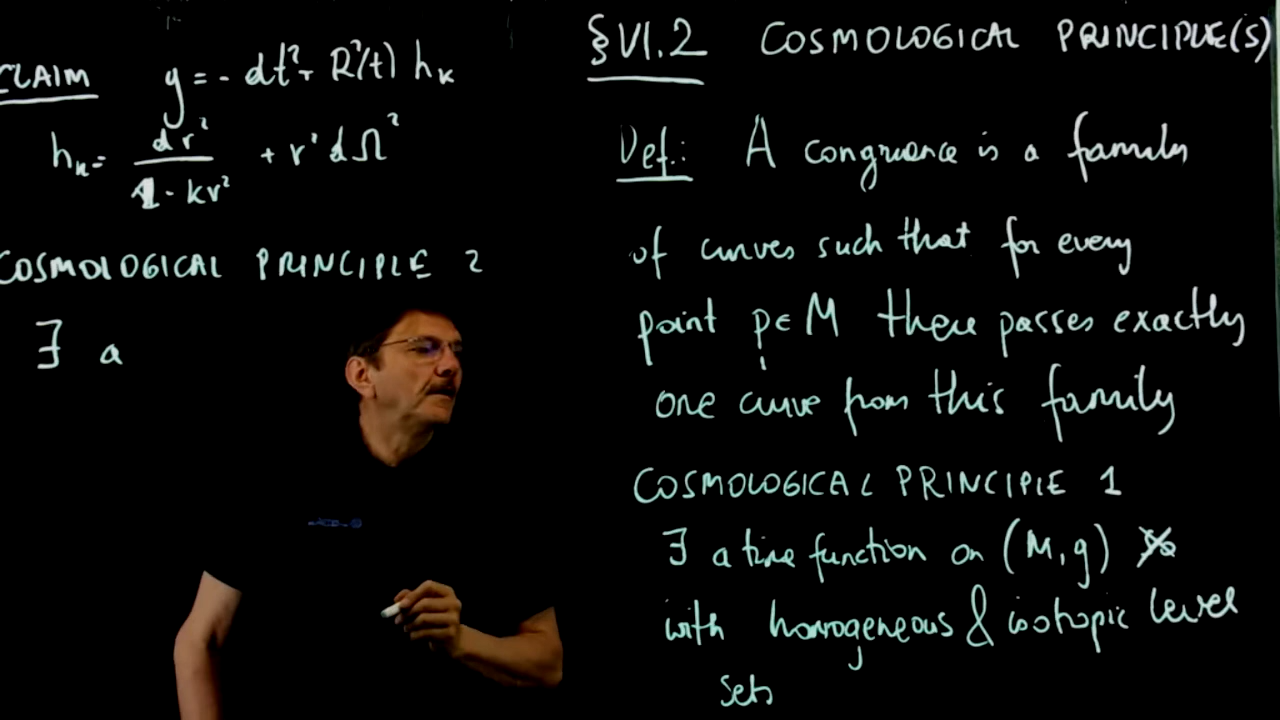 CLAIM g = - dt² + R²(t) hₖ
hₖ = dr² / 1 - kr² + r² dΩ²
COSMOLOGICAL PRINCIPLE 2
∃ a
§VI.2 COSMOLOGICAL PRINCIPLE(S)
Def.: A congruance is a family
of curves such that for every
point p ∈ M there passes exactly
one curve from this family
COSMOLOGICAL PRINCIPLE 1
∃ a time function on (M, g)
with homogeneous & isotopic level
sets